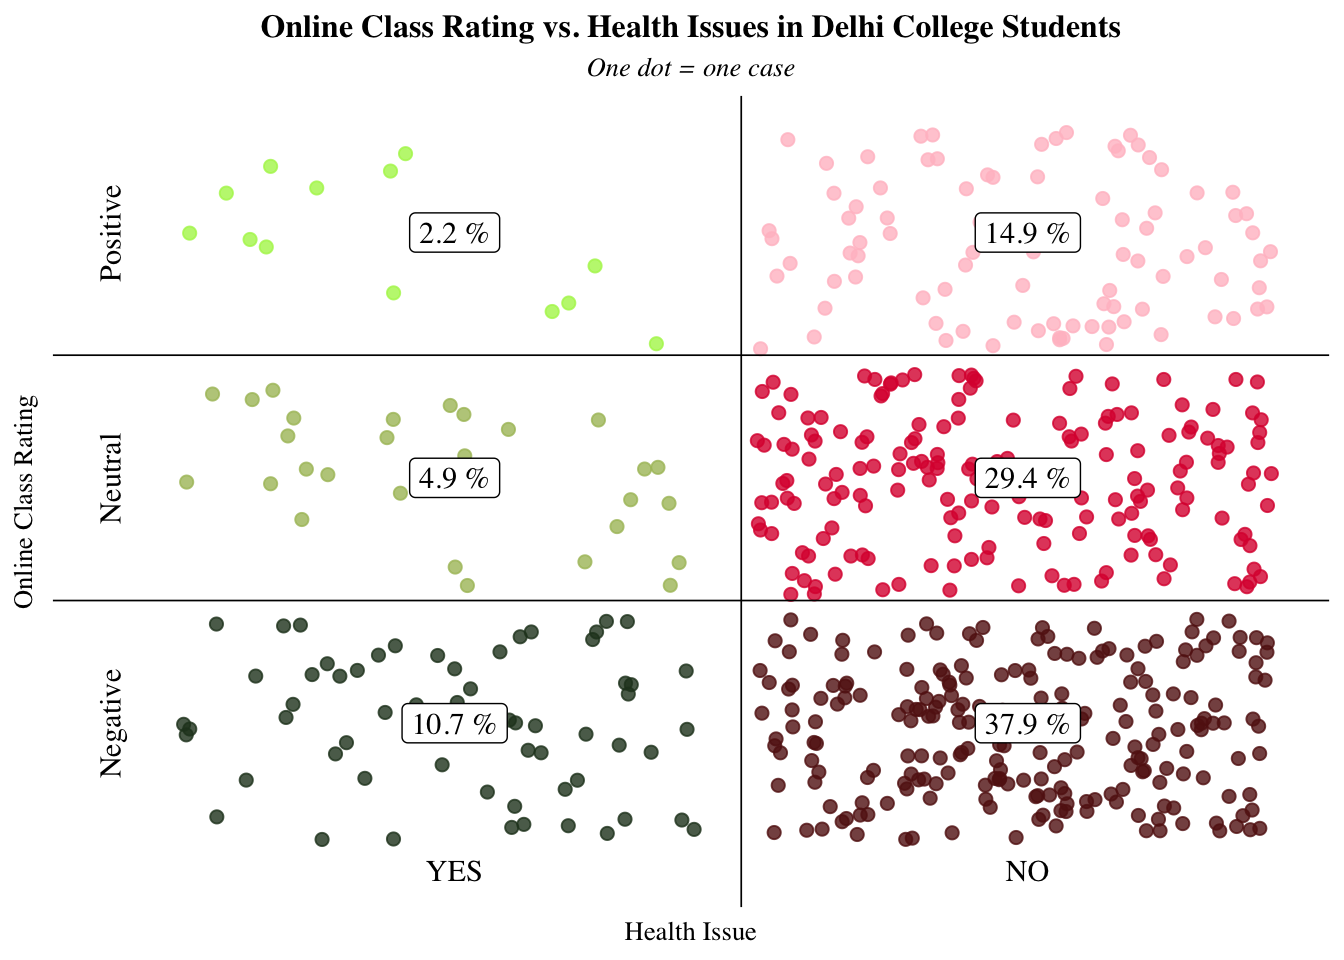 Online Class Rating vs. Health Issues in Delhi College Students
One dot = one case
Online Class Rating
Positive
2.2 %
14.9 %
Neutral
4.9 %
29.4 %
Negative
10.7 %
37.9 %
YES
NO
Health Issue